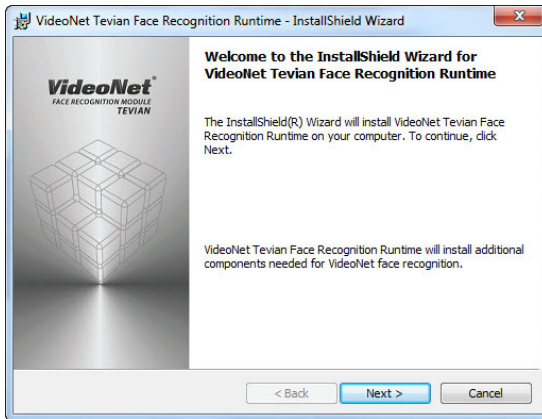 VideoNet Tevian Face Recognition Runtime - InstallShield Wizard
VideoNet®
FACE RECOGNITION MODULE
TEVIAN
Welcome to the InstallShield Wizard for
VideoNet Tevian Face Recognition Runtime
The InstallShield(R) Wizard will install VideoNet Tevian Face
Recognition Runtime on your computer. To continue, click
Next.
VideoNet Tevian Face Recognition Runtime will install additional
components needed for VideoNet face recognition.
< Back
Next >
Cancel